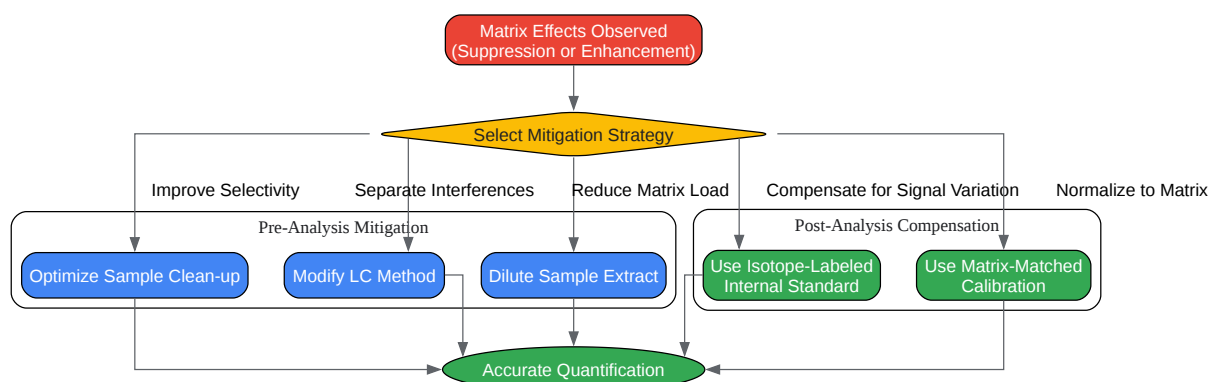 Matrix Effects Observed
(Suppression or Enhancement)
Select Mitigation Strategy
Improve Selectivity
Separate Interferences
Reduce Matrix Load
Compensate for Signal Variation
Normalize to Matrix
Pre-Analysis Mitigation
Post-Analysis Compensation
Optimize Sample Clean-up
Modify LC Method
Dilute Sample Extract
Use Isotope-Labeled
Internal Standard
Use Matrix-Matched
Calibration
Accurate Quantification